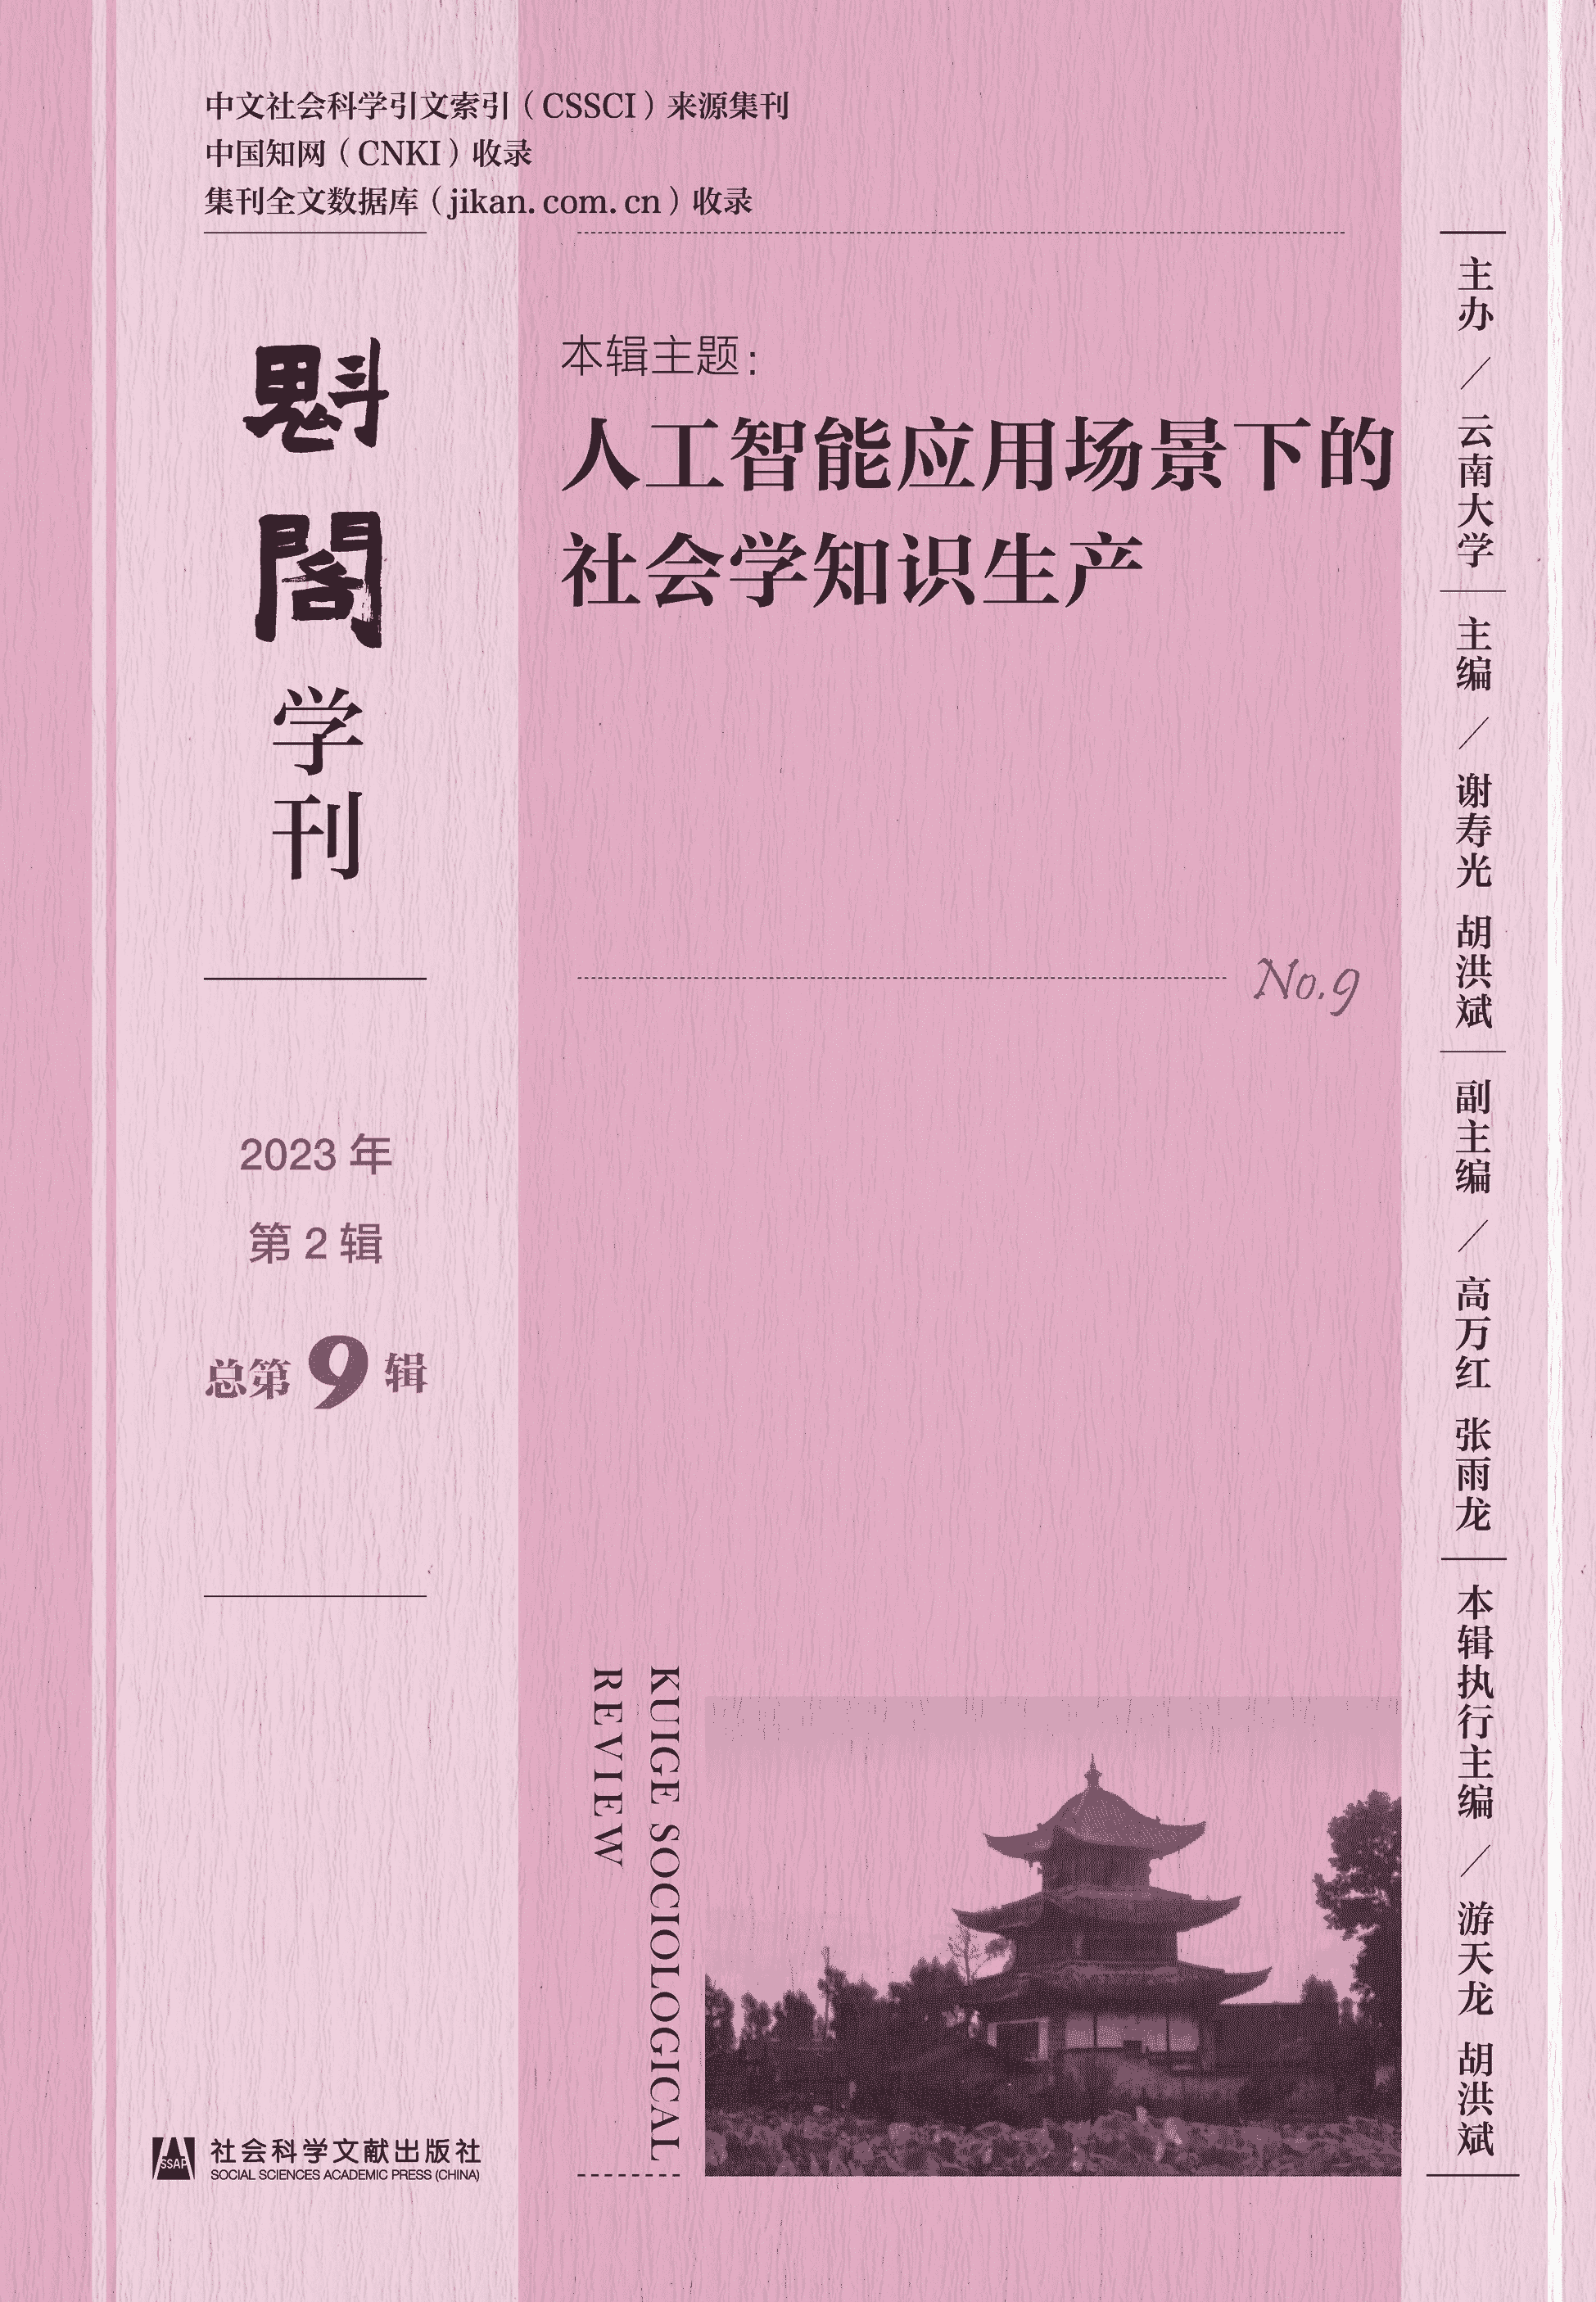 中文社会科学引文索引（CSSCI）来源集刊
中国知网（CNKI）收录
集刊全文数据库（jikan.com.cn）收录
魁閣
学刊
本辑主题：
人工智能应用场景下的
社会学知识生产
No.9
2023 年
第 2 辑
总第 9 辑
KUIGE SOCIOLOGICAL
REVIEW
主办 / 云南大学
主编 / 谢寿光 胡洪斌
副主编 / 高万红 张雨龙
本辑执行主编 / 游天龙 胡洪斌
SSAP
社会科学文献出版社
SOCIAL SCIENCES ACADEMIC PRESS (CHINA)